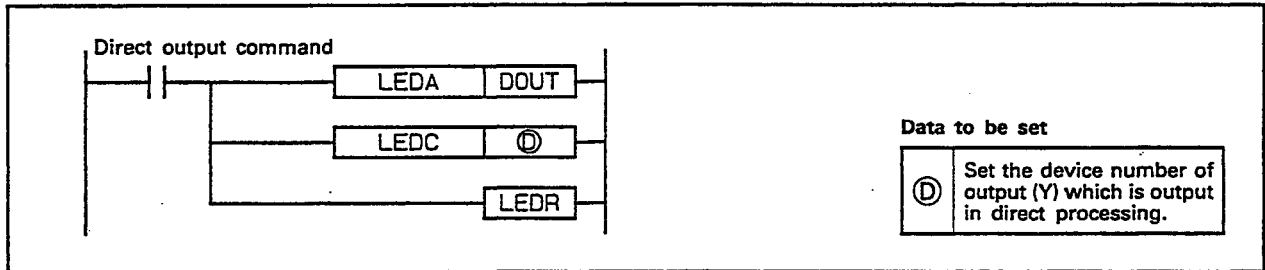 Direct output command
LEDA DOUT
LEDC Ⓓ
LEDR
Data to be set
Ⓓ Set the device number of
output (Y) which is output
in direct processing.